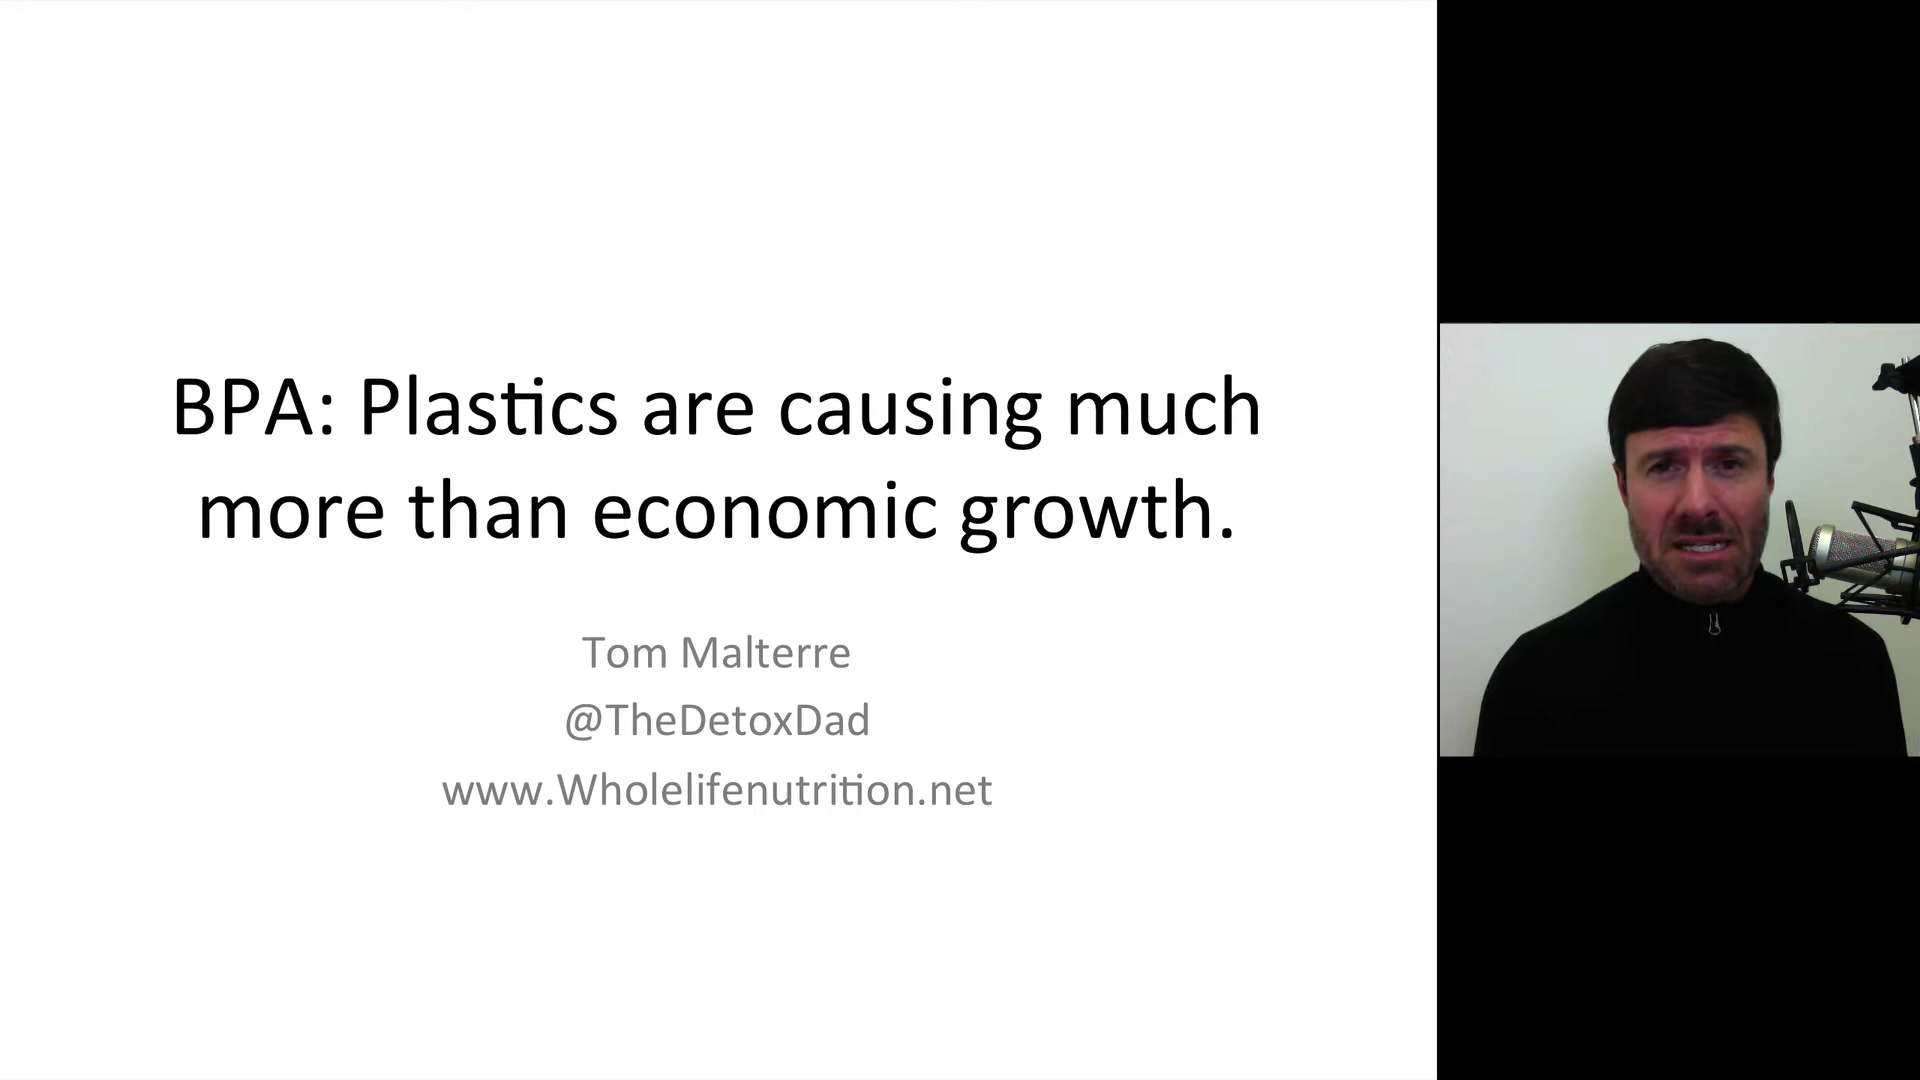 BPA: Plastics are causing much
more than economic growth.
Tom Malterre
@TheDetoxDad
www.Wholelifenutrition.net